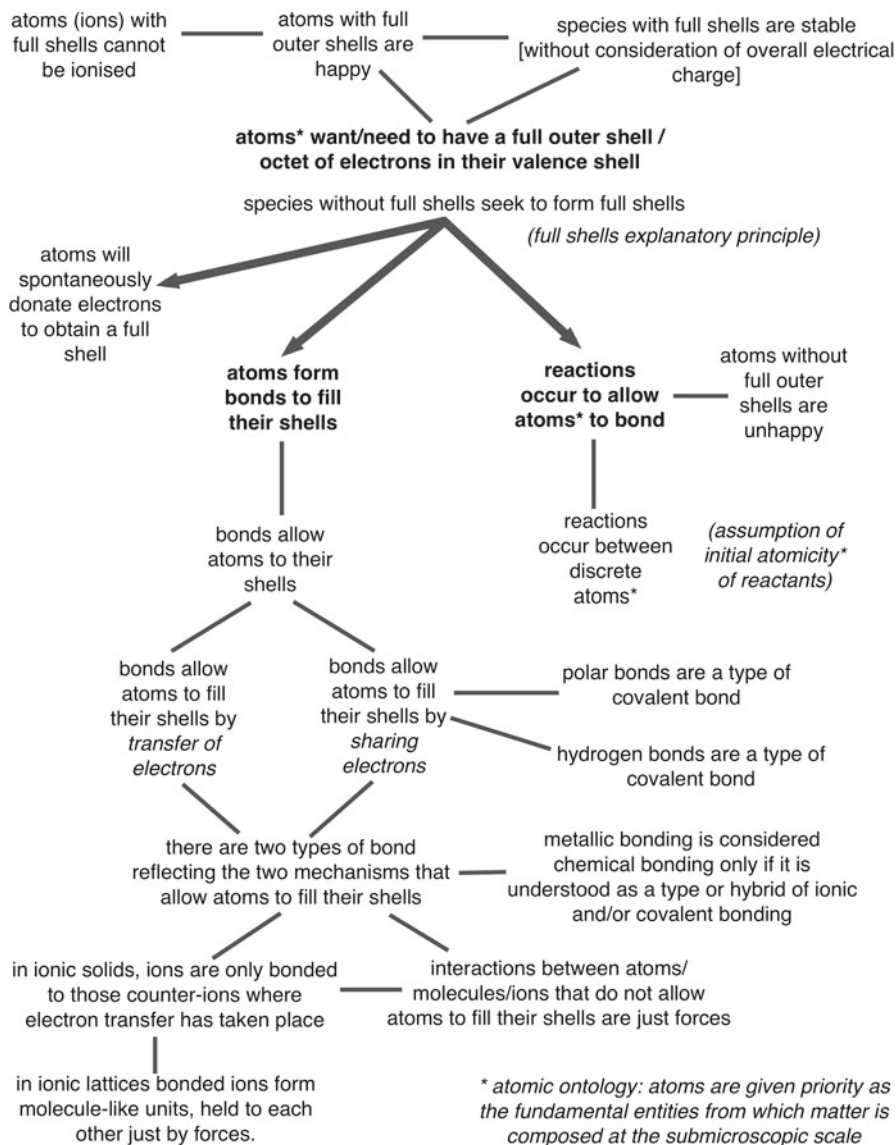 atoms (ions) with
full shells cannot
be ionised
atoms with full
outer shells are
happy
species with full shells are stable
[without consideration of overall electrical
charge]
atoms* want/need to have a full outer shell /
octet of electrons in their valence shell
species without full shells seek to form full shells
(full shells explanatory principle)
atoms will
spontaneously
donate electrons
to obtain a full
shell
atoms form
bonds to fill
their shells
reactions
occur to allow
atoms* to bond
atoms without
full outer
shells are
unhappy
bonds allow
atoms to their
shells
reactions
occur between
discrete
atoms*
(assumption of
initial atomicity*
of reactants)
bonds allow
atoms to fill
their shells by
transfer of
electrons
bonds allow
atoms to fill
their shells by
sharing
electrons
polar bonds are a type of
covalent bond
hydrogen bonds are a type of
covalent bond
there are two types of bond
reflecting the two mechanisms that
allow atoms to fill their shells
metallic bonding is considered
chemical bonding only if it is
understood as a type or hybrid of ionic
and/or covalent bonding
in ionic solids, ions are only bonded
to those counter-ions where
electron transfer has taken place
interactions between atoms/
molecules/ions that do not allow
atoms to fill their shells are just forces
in ionic lattices bonded ions form
molecule-like units, held to each
other just by forces.
* atomic ontology: atoms are given priority as
the fundamental entities from which matter is
composed at the submicroscopic scale